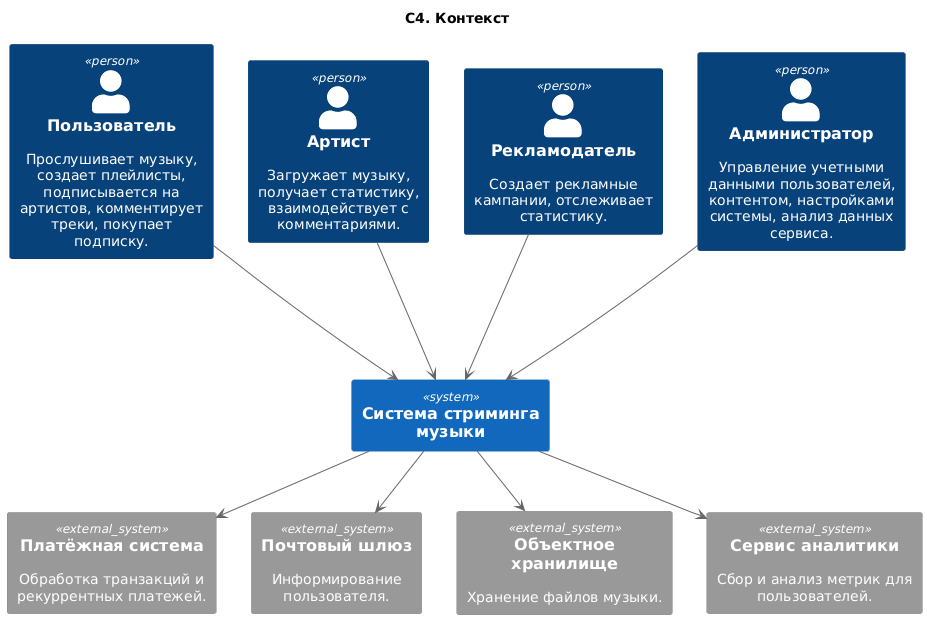 C4. Контекст
«person»
Пользователь
Прослушивает музыку,
создает плейлисты,
подписывается на
артистов, комментирует
треки, покупает
подписку.
«person»
Артист
Загружает музыку,
получает статистику,
взаимодействует с
комментариями.
«person»
Рекламодатель
Создает рекламные
кампании, отслеживает
статистику.
«person»
Администратор
Управление учетными
данными пользователей,
контентом, настройками
системы, анализ данных
сервиса.
«system»
Система стриминга
музыки
«external_system»
Платёжная система
Обработка транзакций и
рекуррентных платежей.
«external_system»
Почтовый шлюз
Информирование
пользователя.
«external_system»
Объектное
хранилище
Хранение файлов музыки.
«external_system»
Сервис аналитики
Сбор и анализ метрик для
пользователей.